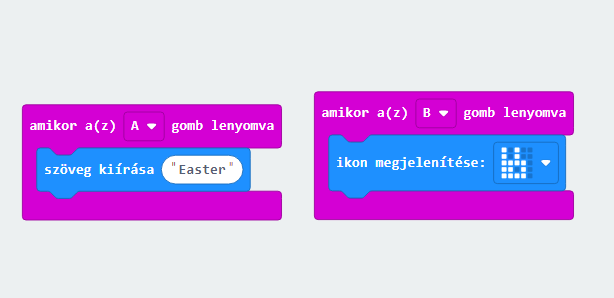 amikor a(z) A gomb lenyomva
szöveg kiírása "Easter"
amikor a(z) B gomb lenyomva
ikon megjelenítése: